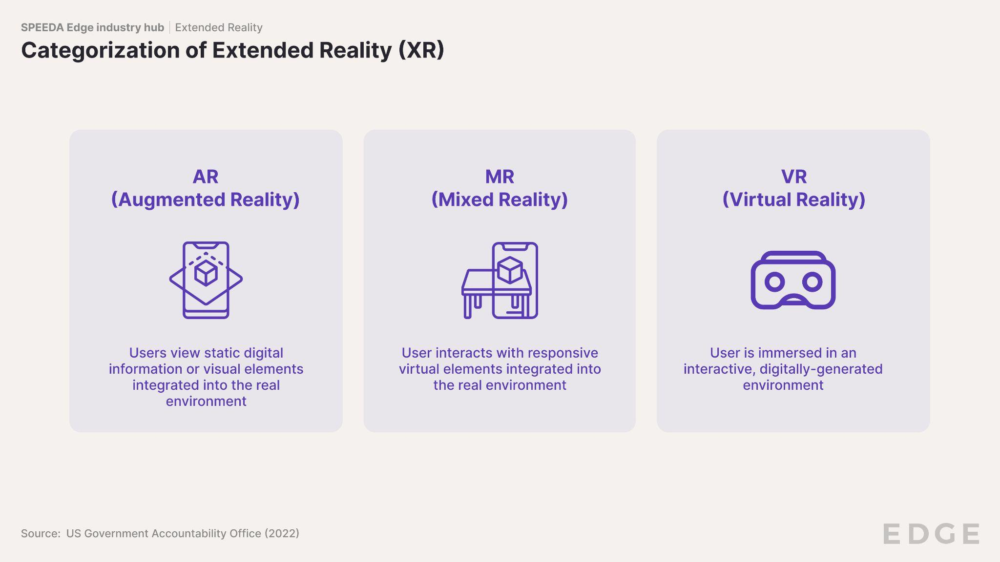 SPEEDA Edge industry hub | Extended Reality
Categorization of Extended Reality (XR)
AR
(Augmented Reality)
Users view static digital
information or visual elements
integrated into the real
environment
MR
(Mixed Reality)
User interacts with responsive
virtual elements integrated into
the real environment
VR
(Virtual Reality)
User is immersed in an
interactive, digitally-generated
environment
Source: US Government Accountability Office (2022)
EDGE